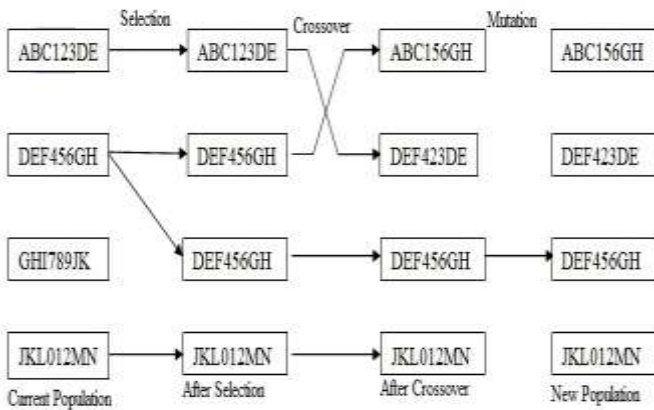 Selection
Crossover
Mutation
ABC123DE
ABC123DE
ABC156GH
ABC156GH
DEF456GH
DEF456GH
DEF423DE
DEF423DE
GHI789JK
DEF456GH
DEF456GH
DEF456GH
JKL012MN
JKL012MN
JKL012MN
JKL012MN
Current Population
After Selection
After Crossover
New Population